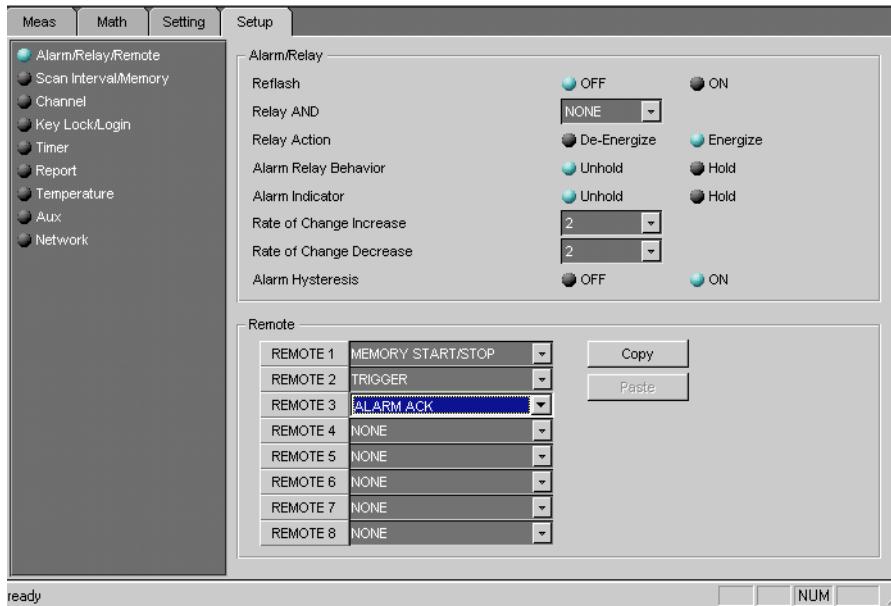 Meas Math Setting Setup
Alarm/Relay/Remote
Scan Interval/Memory
Channel
Key Lock/Login
Timer
Report
Temperature
Aux
Network
Alarm/Relay
Reflash OFF ON
Relay AND NONE
Relay Action De-Energize Energize
Alarm Relay Behavior Unhold Hold
Alarm Indicator Unhold Hold
Rate of Change Increase 2
Rate of Change Decrease 2
Alarm Hysteresis OFF ON
Remote
REMOTE 1 MEMORY START/STOP Copy
REMOTE 2 TRIGGER Paste
REMOTE 3 ALARM ACK
REMOTE 4 NONE
REMOTE 5 NONE
REMOTE 6 NONE
REMOTE 7 NONE
REMOTE 8 NONE
ready NUM